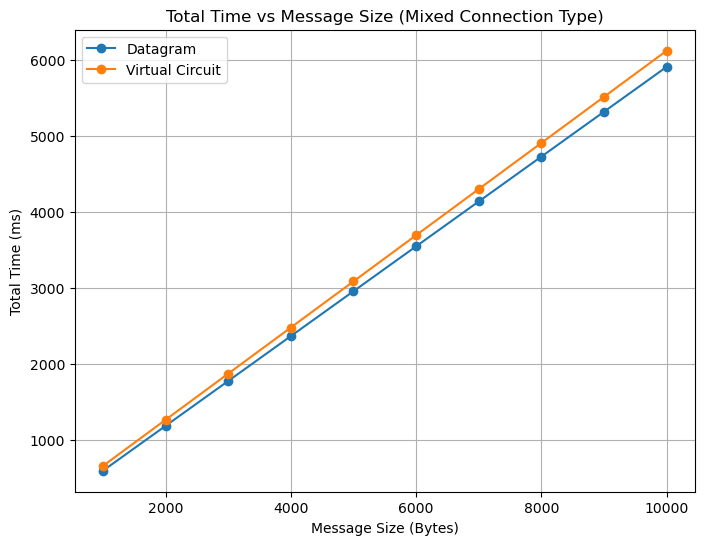 Total Time vs Message Size (Mixed Connection Type)
Datagram
Virtual Circuit
Total Time (ms)
6000
5000
4000
3000
2000
1000
2000 4000 6000 8000 10000
Message Size (Bytes)